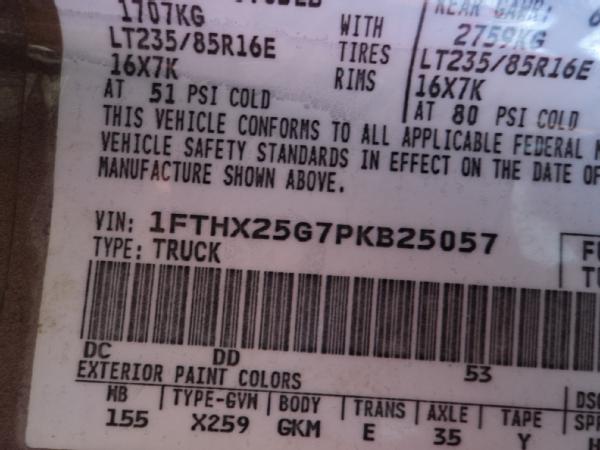 1707KG
WITH
TIRES
RIMS
LT235/85R16E
16X7K
AT 51 PSI COLD
REAR
2759KG
LT235/85R16E
16X7K
AT 80 PSI COLD
THIS VEHICLE CONFORMS TO ALL APPLICABLE FEDERAL
VEHICLE SAFETY STANDARDS IN EFFECT ON THE DATE OF
MANUFACTURE SHOWN ABOVE.
VIN: 1FTHX25G7PKB25057
TYPE: TRUCK
DC DD 53
EXTERIOR PAINT COLORS
WB TYPE-GVW BODY TRANS AXLE TAPE
155 X259 GKM E 35 Y